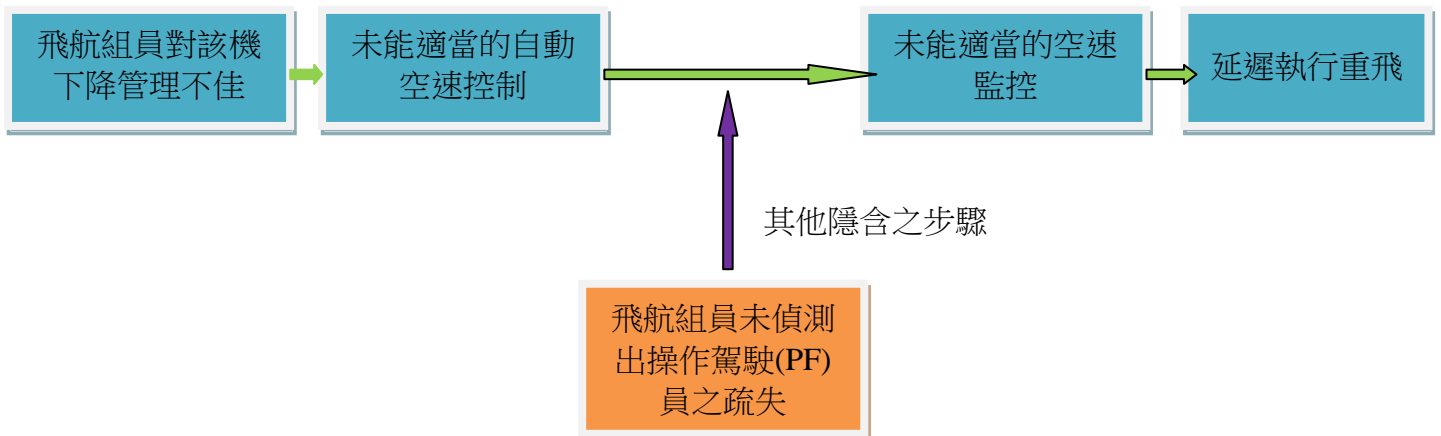 飛航組員對該機
下降管理不佳
未能適當的自動
空速控制
未能適當的空速
監控
延遲執行重飛
其他隱含之步驟
飛航組員未偵測
出操作駕駛(PF)
員之疏失